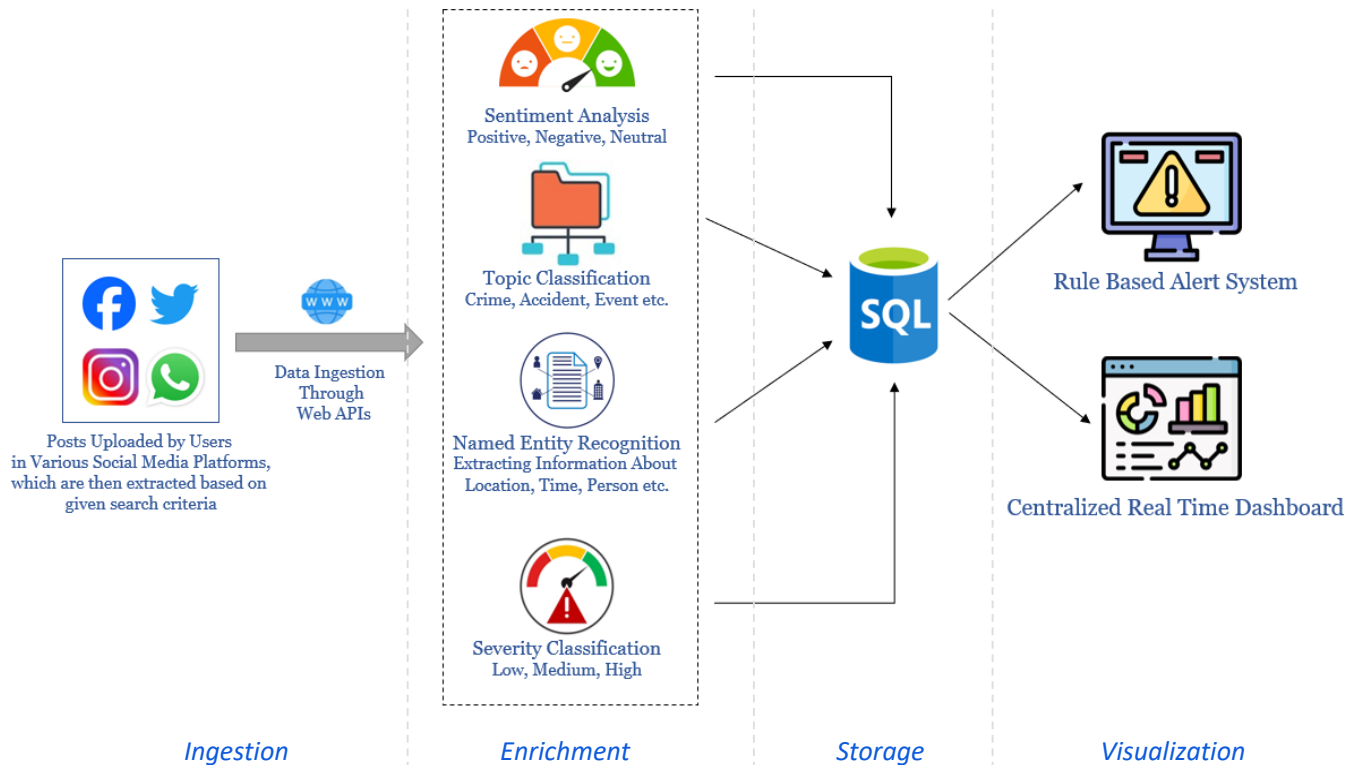 Sentiment Analysis
Positive, Negative, Neutral
Topic Classification
Crime, Accident, Event etc.
Named Entity Recognition
Extracting Information About
Location, Time, Person etc.
Severity Classification
Low, Medium, High
WWW
Data Ingestion
Through
Web APIs
Posts Uploaded by Users
in Various Social Media Platforms,
which are then extracted based on
given search criteria
SQL
Rule Based Alert System
Centralized Real Time Dashboard
Ingestion
Enrichment
Storage
Visualization